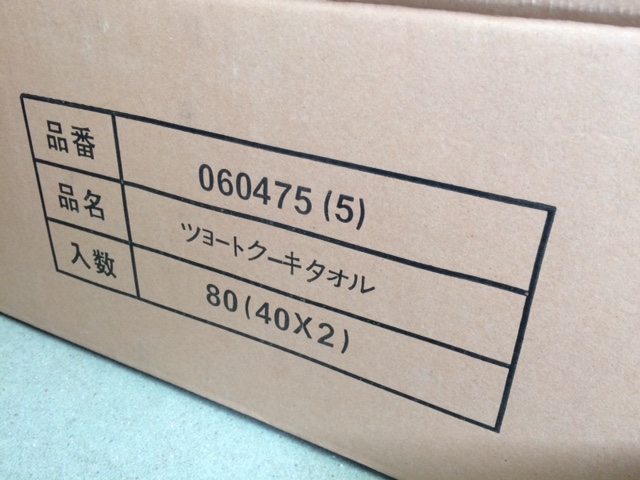 品番 060475(5)
品名 ツョートクーキタオル
入数 80(40X2)